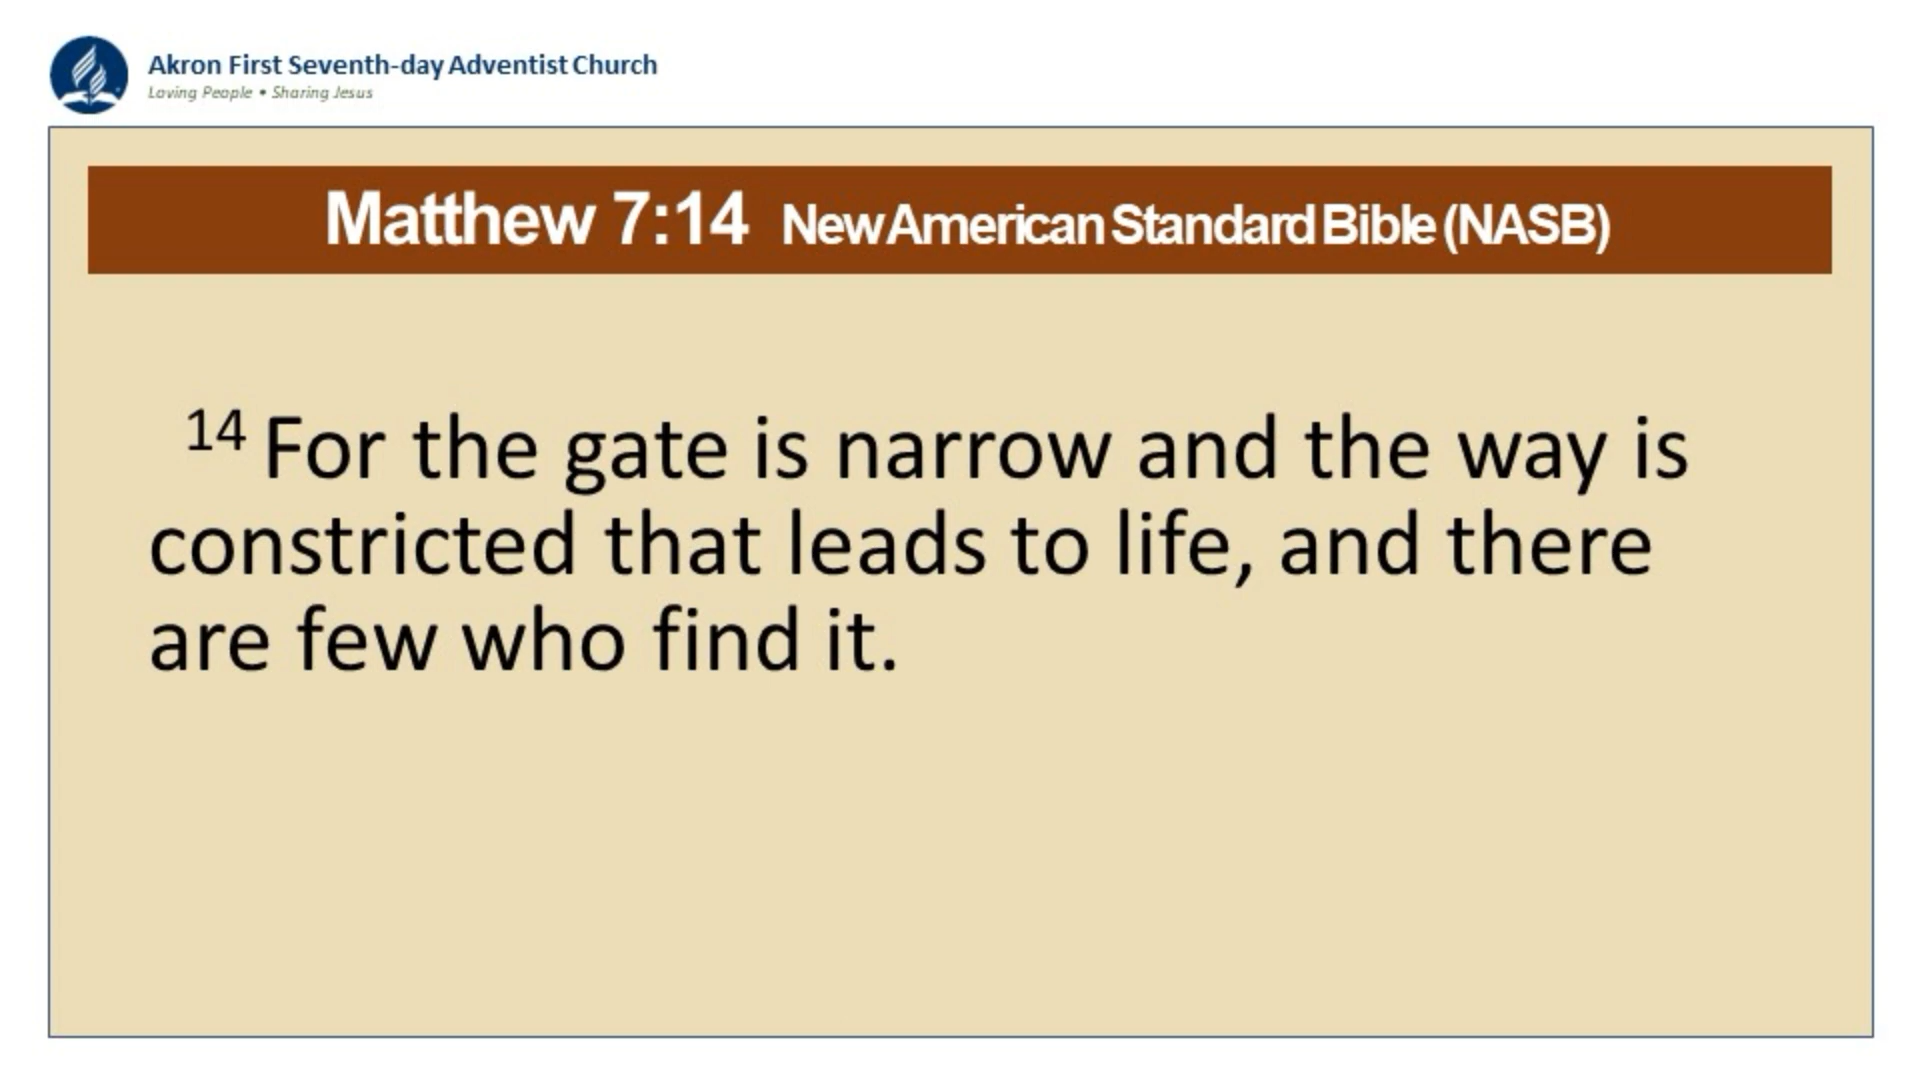 Akron First Seventh-day Adventist Church
Loving People • Sharing Jesus
Matthew 7:14 New American Standard Bible (NASB)
14 For the gate is narrow and the way is
constricted that leads to life, and there
are few who find it.